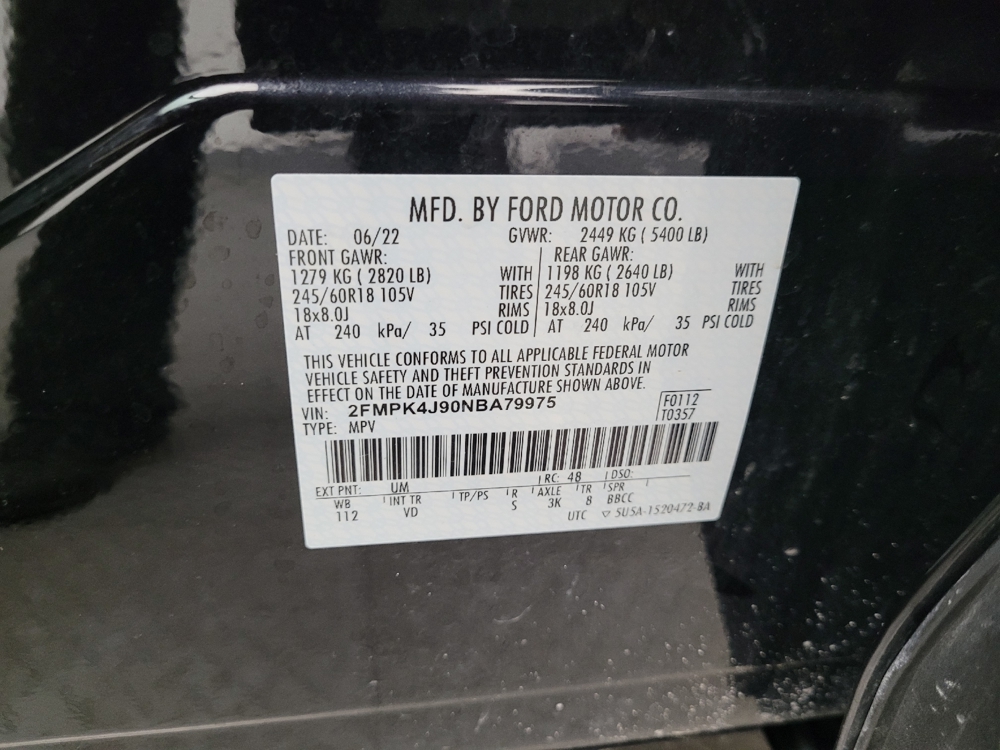 MFD. BY FORD MOTOR CO.
DATE: 06/22 GVWR: 2449 KG ( 5400 LB)
FRONT GAWR: REAR GAWR:
1279 KG ( 2820 LB) WITH 1198 KG ( 2640 LB) WITH
245/60R18 105V TIRES 245/60R18 105V TIRES
18x8.0J RIMS 18x8.0J RIMS
AT 240 kPa/ 35 PSI COLD AT 240 kPa/ 35 PSI COLD
THIS VEHICLE CONFORMS TO ALL APPLICABLE FEDERAL MOTOR
VEHICLE SAFETY AND THEFT PREVENTION STANDARDS IN
EFFECT ON THE DATE OF MANUFACTURE SHOWN ABOVE.
VIN: 2FMPK4J90NBA79975 F0112
TYPE: MPV T0357
EXT PNT: UM RC: 48 DSO:
WB INT TR TP/PS R AXLE TR SPR
112 VD S 3K 8 BBCC
UTC ▽ 5USA-1520472-BA